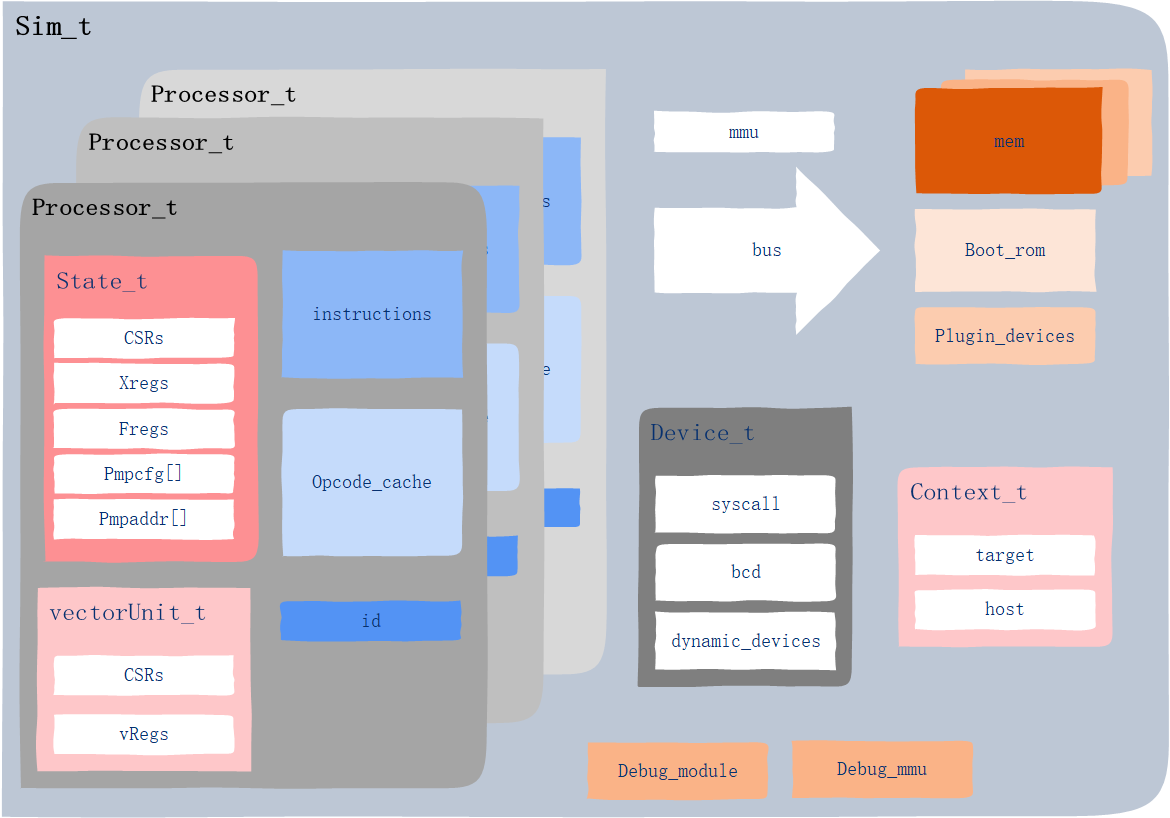 Sim_t
Processor_t
Processor_t
Processor_t
State_t
CSRs
Xregs
Fregs
Pmpcfg[]
Pmpaddr[]
vectorUnit_t
CSRs
vRegs
instructions
Opcode_cache
id
mmu
bus
mem
Boot_rom
Plugin_devices
Device_t
syscall
bcd
dynamic_devices
Context_t
target
host
Debug_module
Debug_mmu